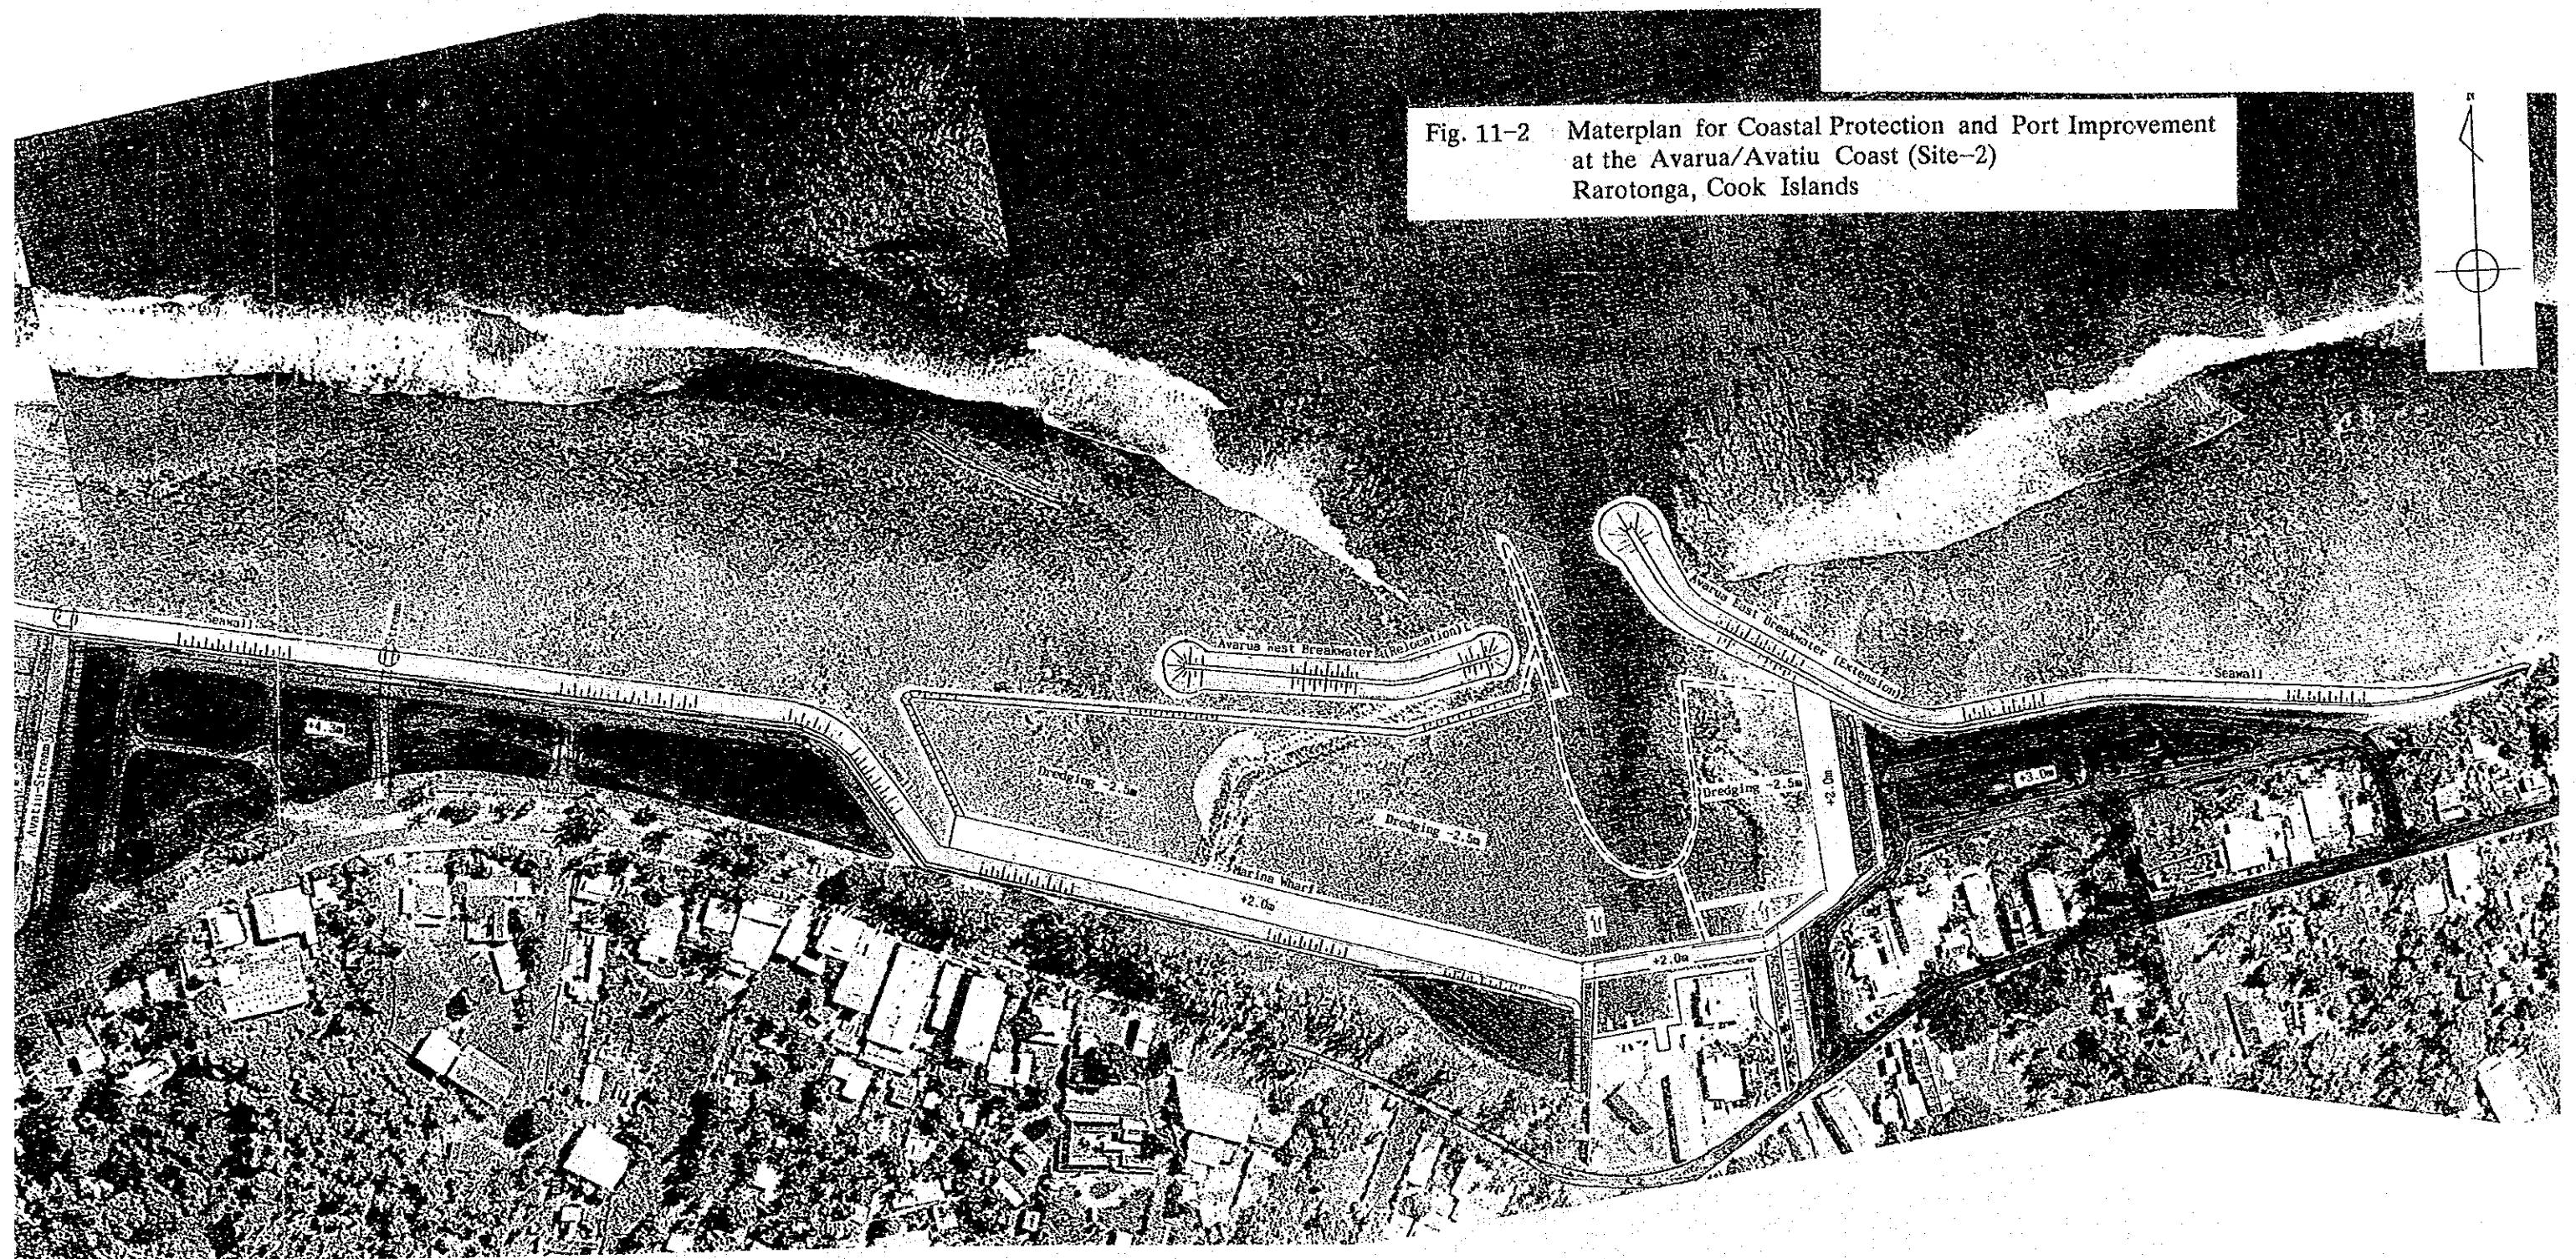 Fig. 11-2 Materplan for Coastal Protection and Port Improvement
at the Avarua/Avatiu Coast (Site-2)
Rarotonga, Cook Islands
N
Seawall
Avarua West Breakwater (Relocation)
Avarua East Breakwater (Extension)
Seawall
+4.3m
Avatiu-Stream
Dredging -2.5m
Dredging -2.5m
Dredging -2.5m
+2.0m
+3.0m
Marina Wharf
+2.0m
+2.0m